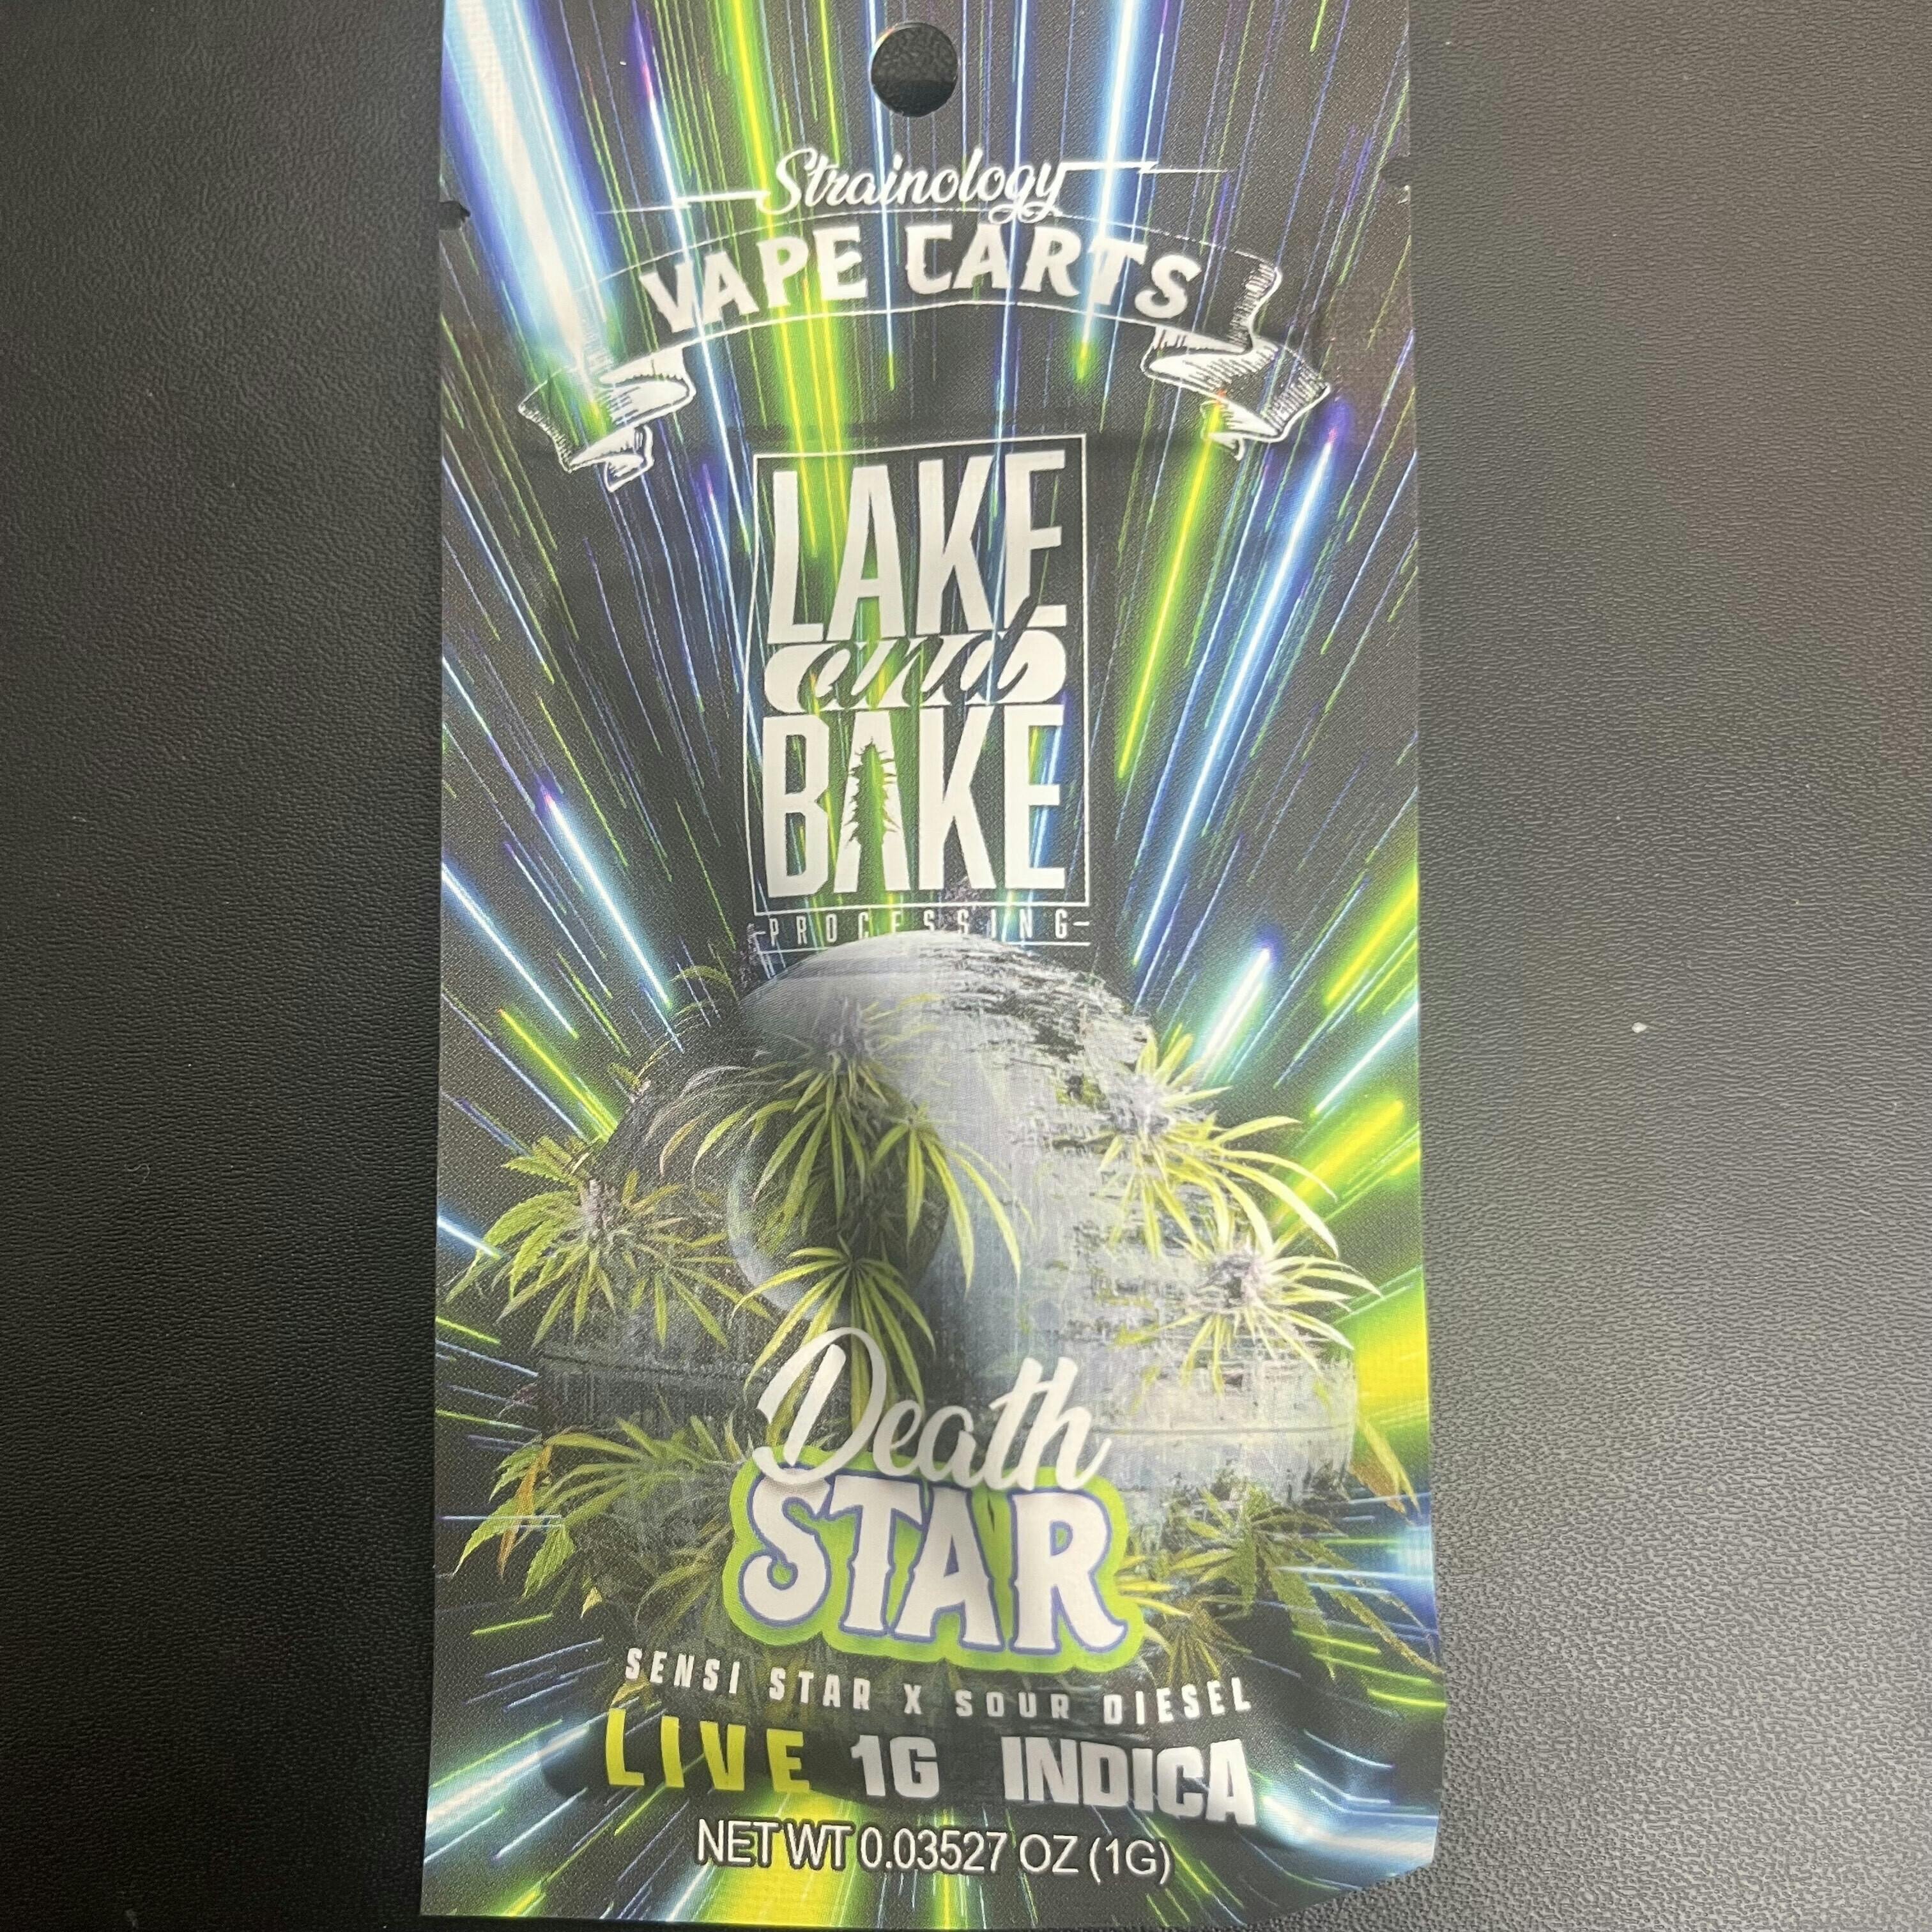 Strainology
VAPE CARTS
LAKE
and
BAKE
-PROCESSING-
Death
STAR
SENSI STAR X SOUR DIESEL
LIVE 1G INDICA
NET WT 0.03527 OZ (1G)